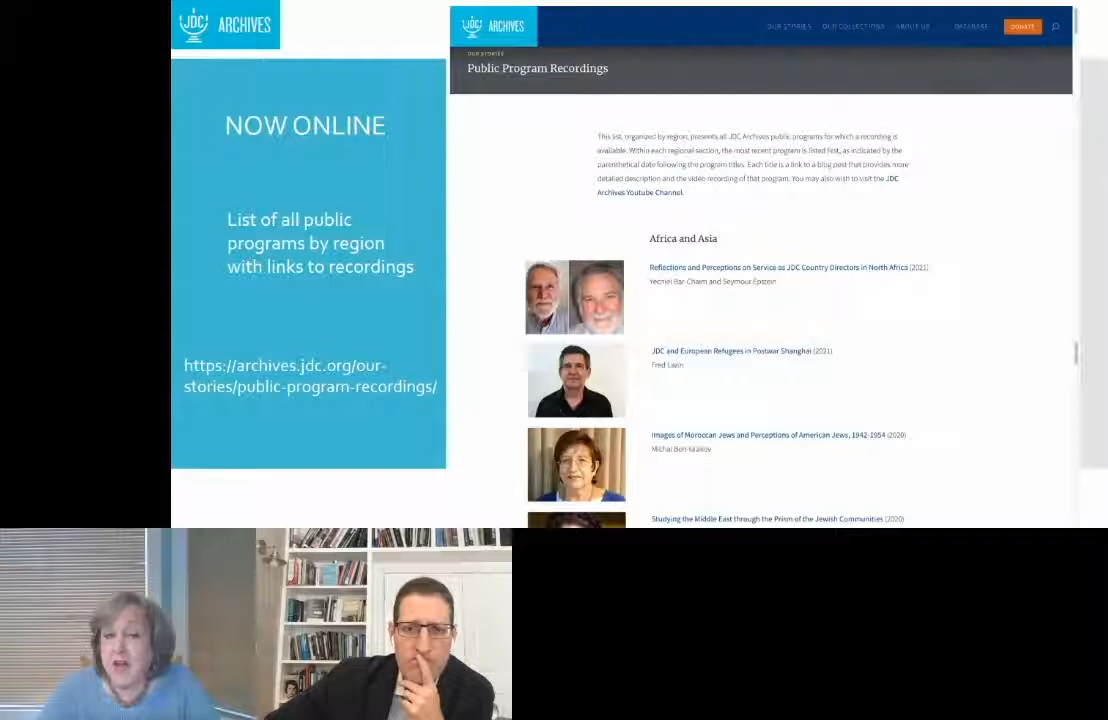 JDC ARCHIVES
NOW ONLINE
List of all public
programs by region
with links to recordings
https://archives.jdc.org/our-
stories/public-program-recordings/
JDC ARCHIVES
OUR STORIES OUR COLLECTIONS ABOUT US DATABASE DONATE
OUR STORIES
Public Program Recordings
This list, organized by region, presents all JDC Archives public programs for which a recording is
available. Within each regional section, the most recent program is listed first, as indicated by the
parenthetical date following the program titles. Each title is a link to a blog post that provides more
detailed description and the video recording of that program. You may also wish to visit the JDC
Archives Youtube Channel.
Africa and Asia
Reflections and Perceptions on Service as JDC Country Directors in North Africa (2021)
Yechiel Bar-Chaim and Seymour Epstein
JDC and European Refugees in Postwar Shanghai (2021)
Fred Lazin
Images of Moroccan Jews and Perceptions of American Jews, 1942-1954 (2020)
Michal Ben Ya'akov
Studying the Middle East through the Prism of the Jewish Communities (2020)